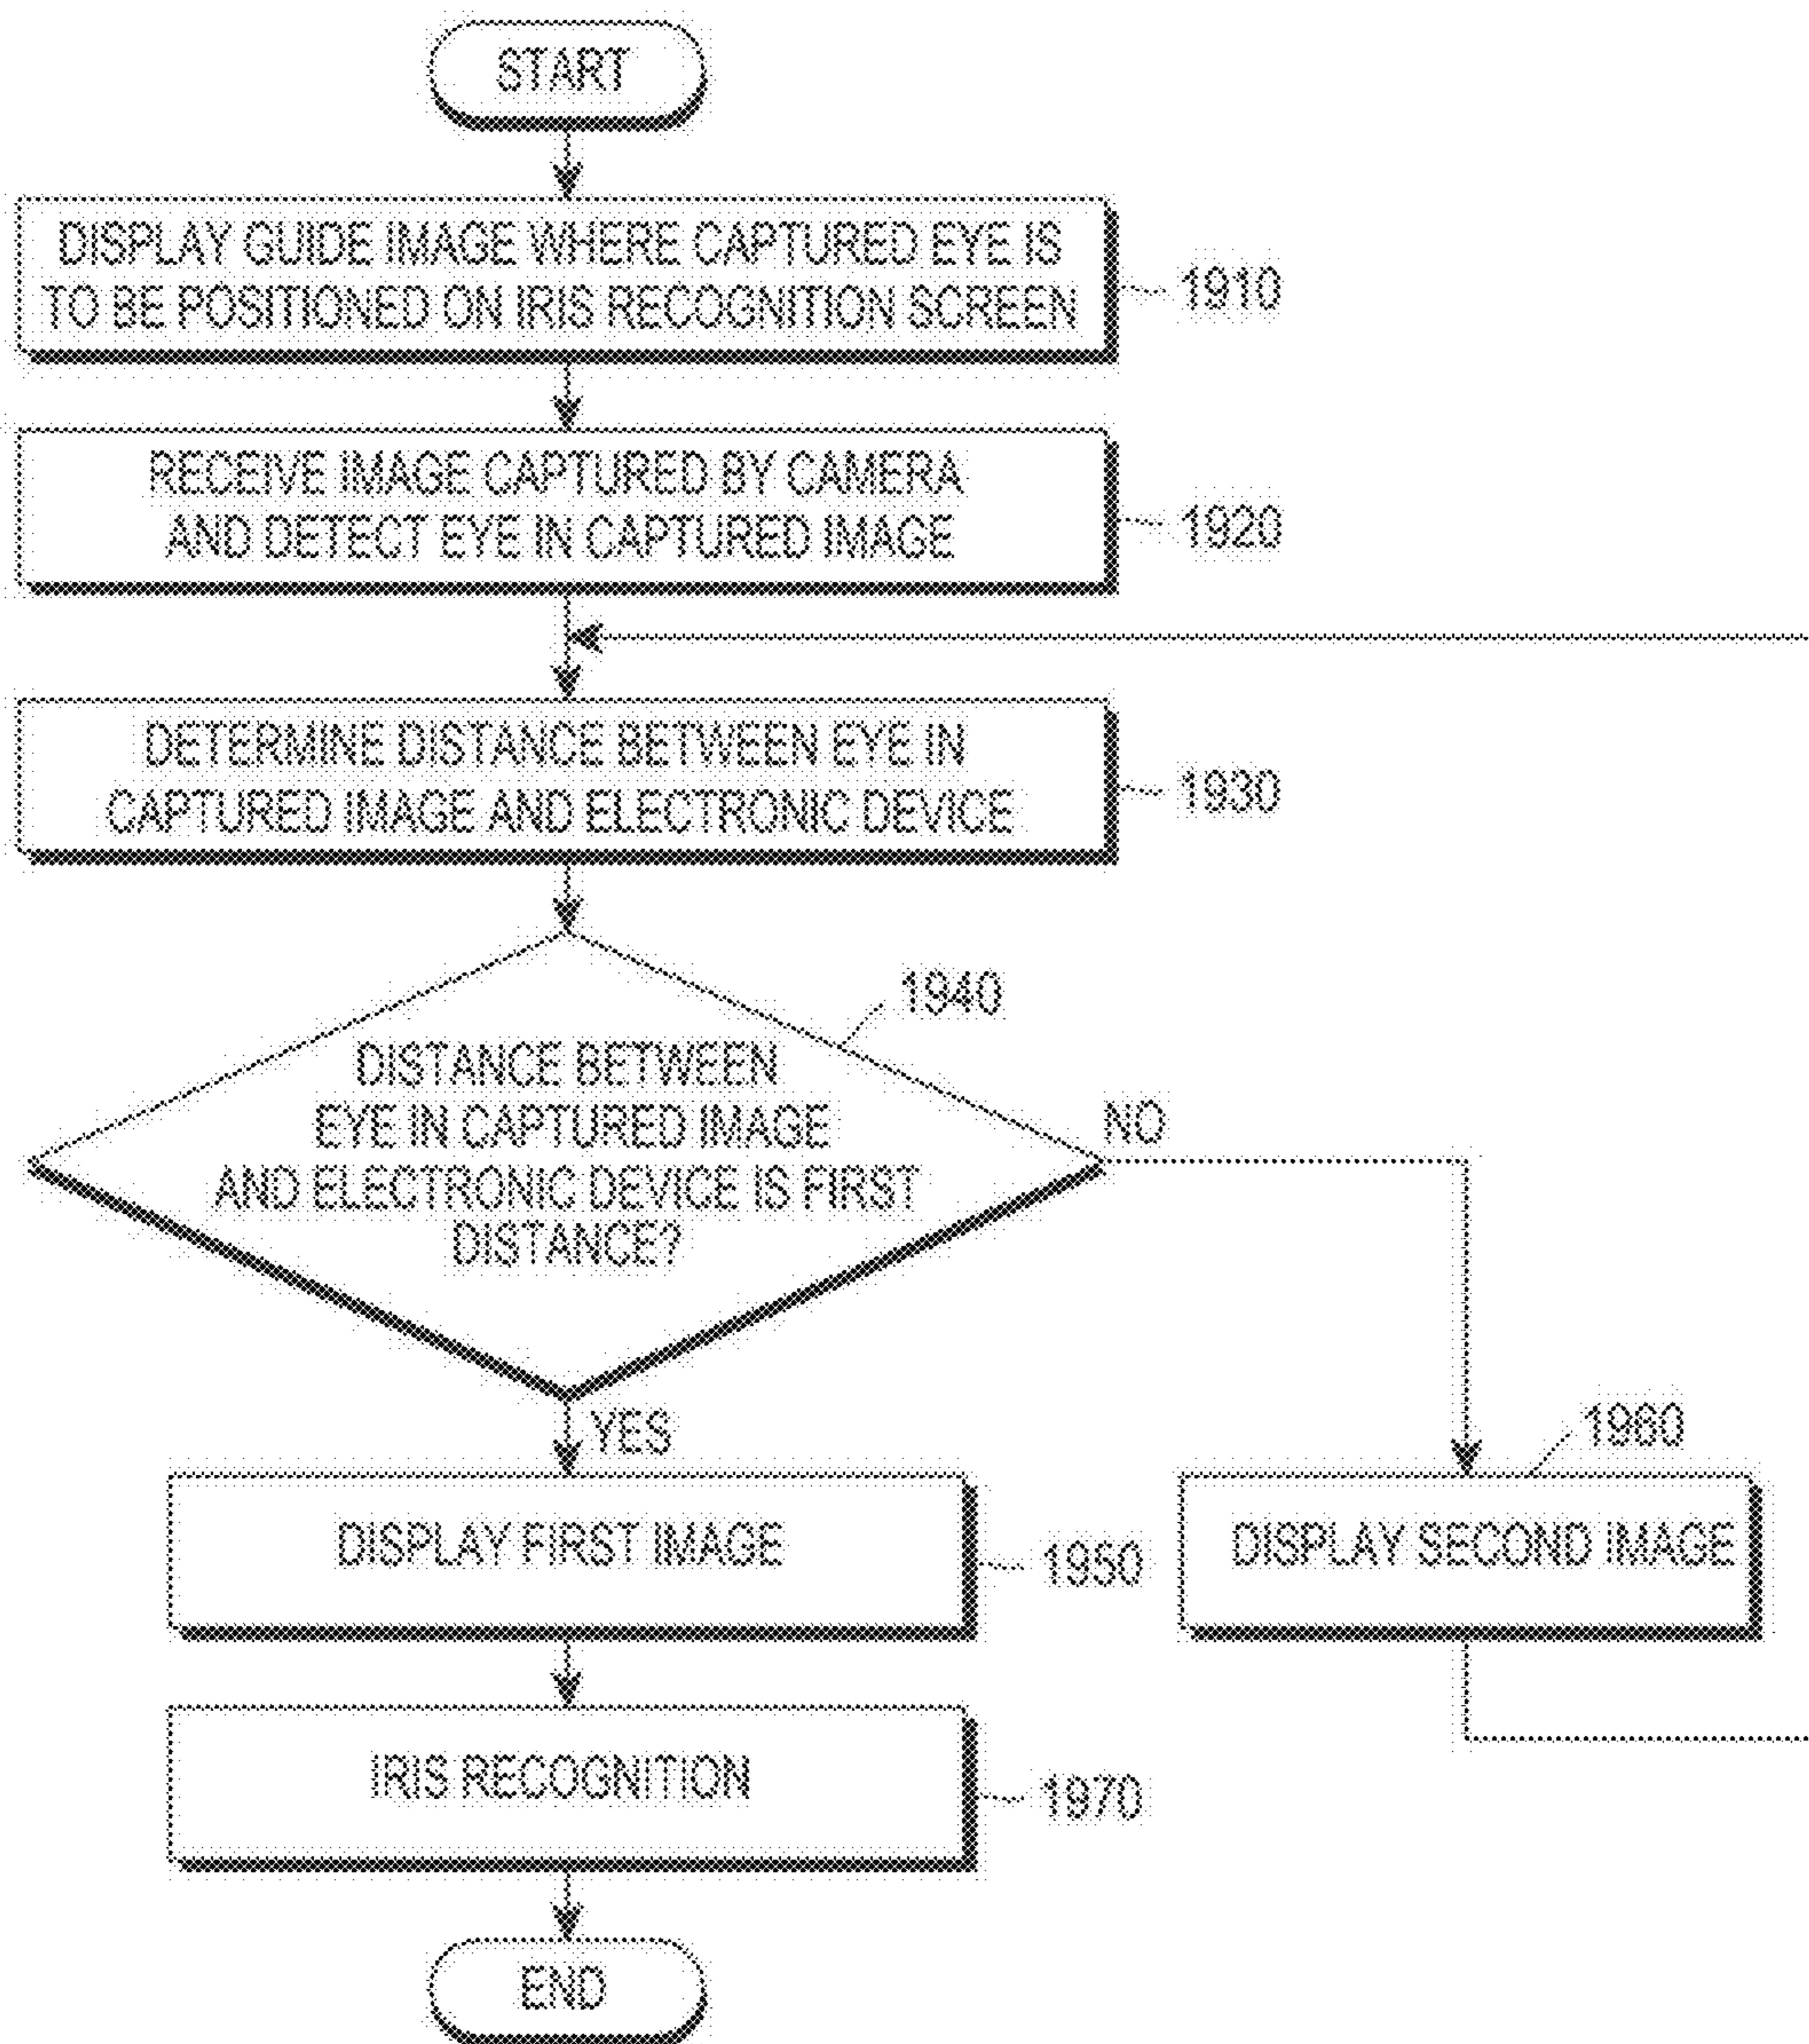 START
DISPLAY GUIDE IMAGE WHERE CAPTURED EYE IS
TO BE POSITIONED ON IRIS RECOGNITION SCREEN
1910
RECEIVE IMAGE CAPTURED BY CAMERA
AND DETECT EYE IN CAPTURED IMAGE
1920
DETERMINE DISTANCE BETWEEN EYE IN
CAPTURED IMAGE AND ELECTRONIC DEVICE
1930
1940
DISTANCE BETWEEN
EYE IN CAPTURED IMAGE
AND ELECTRONIC DEVICE IS FIRST
DISTANCE?
NO
YES
1960
DISPLAY FIRST IMAGE
1950
DISPLAY SECOND IMAGE
IRIS RECOGNITION
1970
END